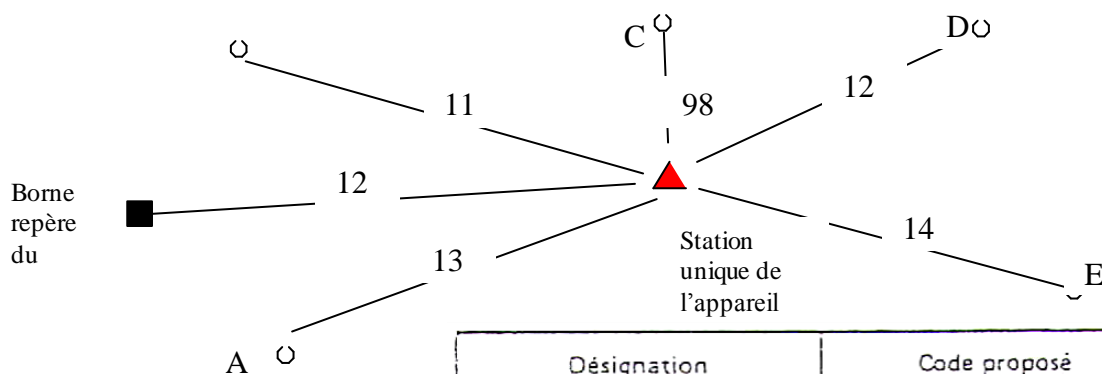 C
D
11
98
12
Borne
repère
du
12
13
Station
unique de
l’appareil
14
E
A
Désignation
Code proposé